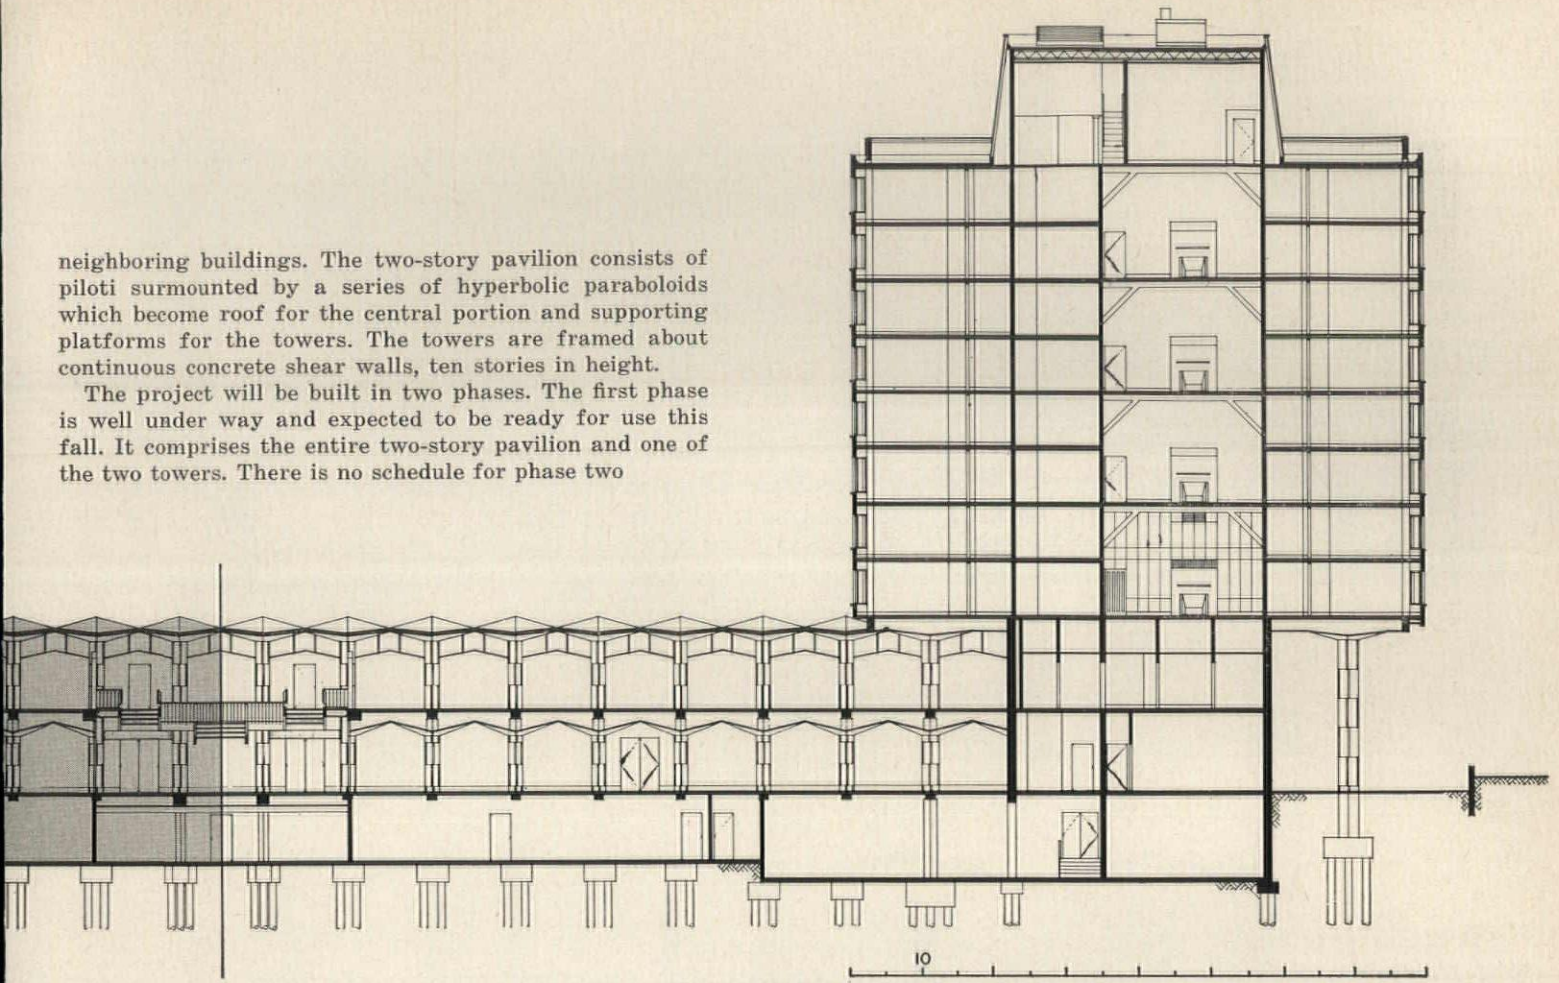 neighboring buildings. The two-story pavilion consists of
piloti surmounted by a series of hyperbolic paraboloids
which become roof for the central portion and supporting
platforms for the towers. The towers are framed about
continuous concrete shear walls, ten stories in height.
The project will be built in two phases. The first phase
is well under way and expected to be ready for use this
fall. It comprises the entire two-story pavilion and one of
the two towers. There is no schedule for phase two
10